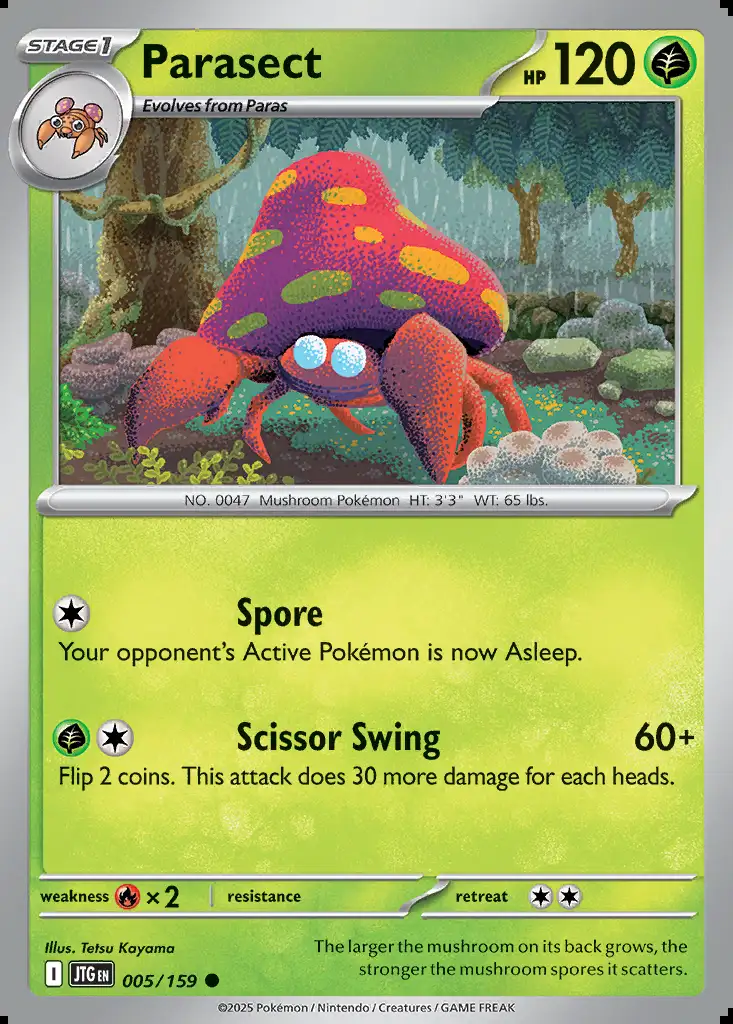 STAGE 1
Parasect
HP 120
Evolves from Paras
NO. 0047 Mushroom Pokémon HT: 3'3" WT: 65 lbs.
Spore
Your opponent's Active Pokémon is now Asleep.
Scissor Swing 60+
Flip 2 coins. This attack does 30 more damage for each heads.
weakness ×2 resistance retreat
Illus. Tetsu Kayama
The larger the mushroom on its back grows, the
stronger the mushroom spores it scatters.
I JTG EN 005/159
©2025 Pokémon / Nintendo / Creatures / GAME FREAK